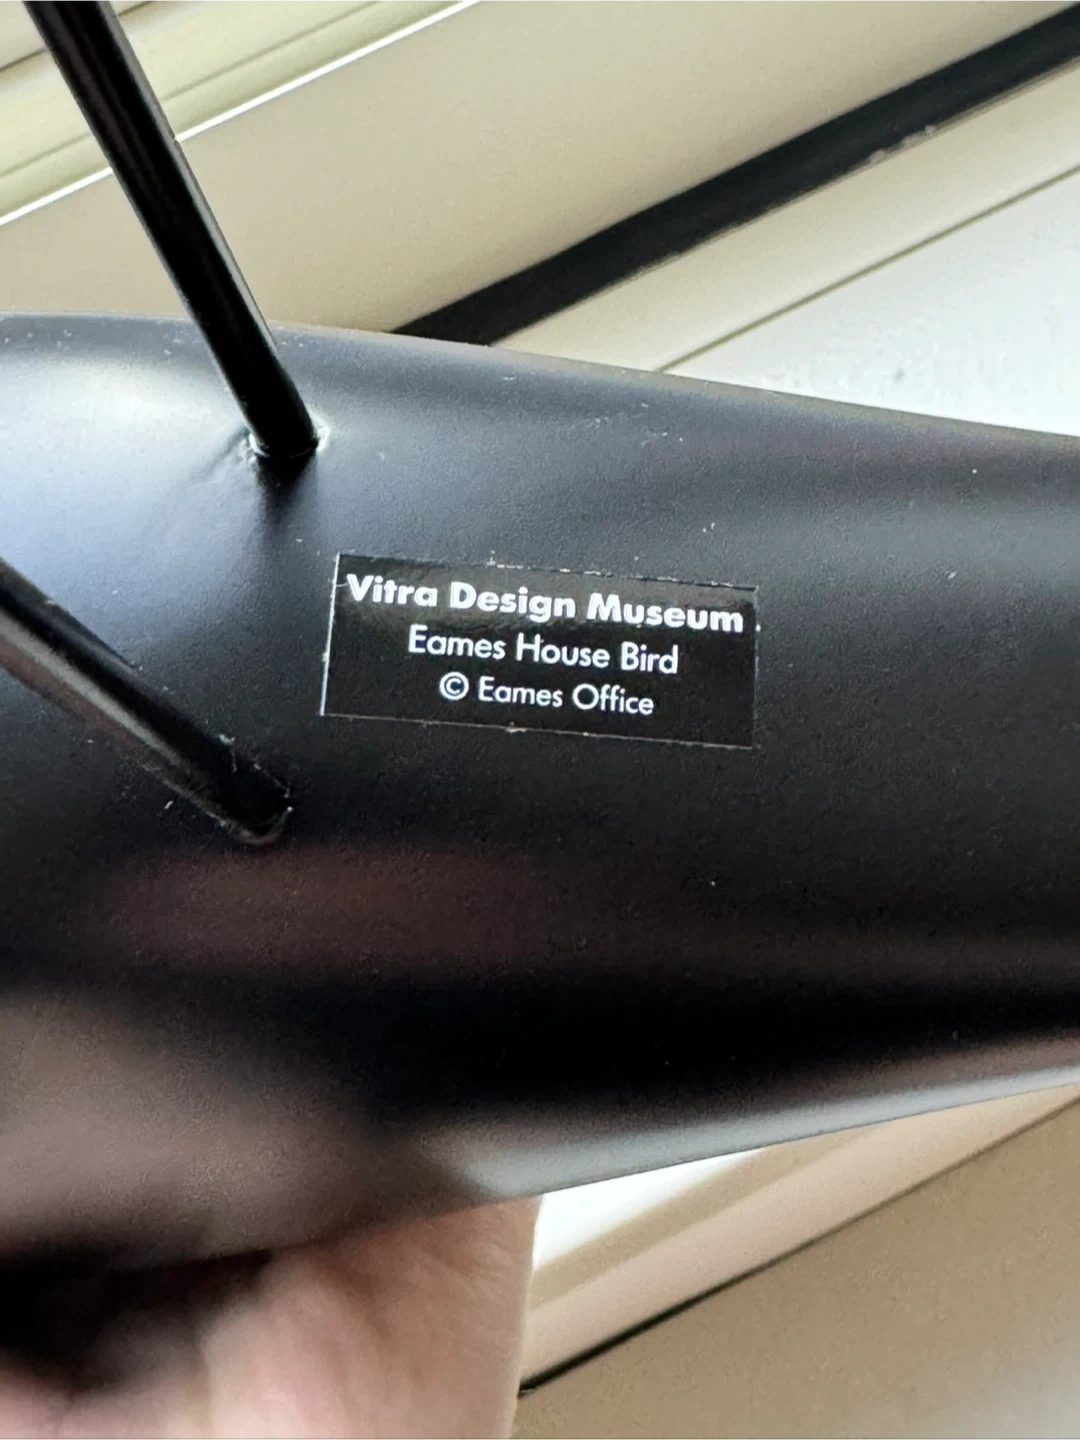 Vitra Design Museum
Eames House Bird
© Eames Office